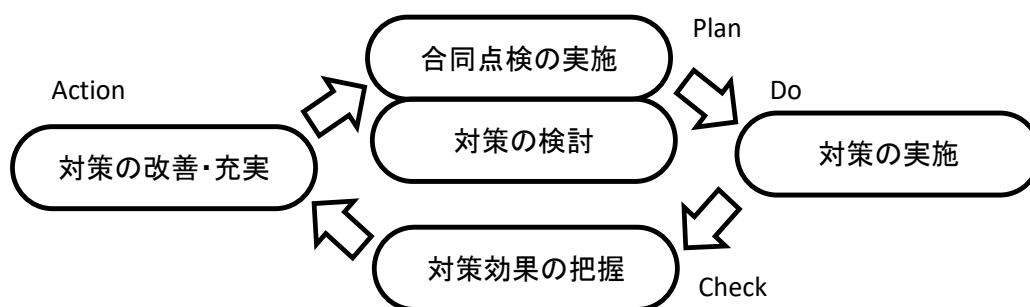 合同点検の実施
Plan
対策の検討
Do
対策の実施
Check
対策効果の把握
Action
対策の改善・充実